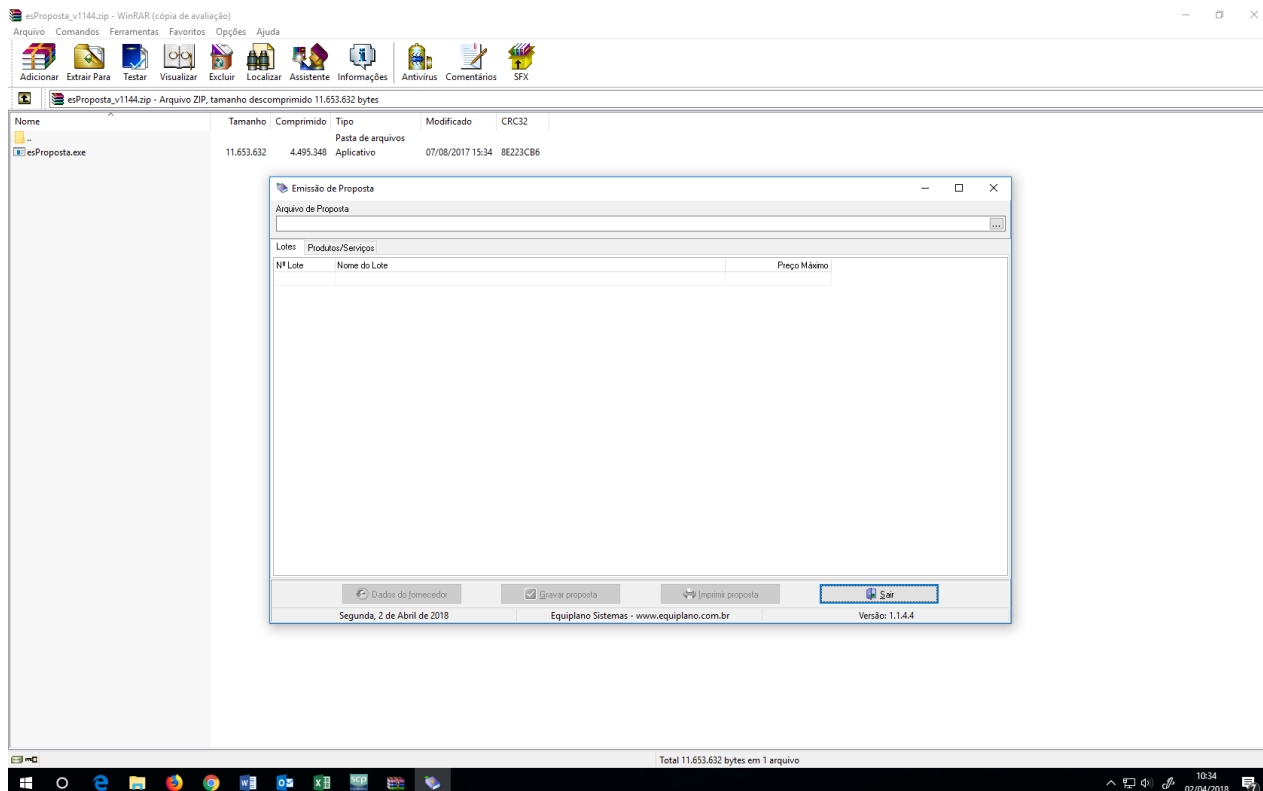 esProposta_v1144.zip - WinRAR (cópia de avaliação)
Arquivo Comandos Ferramentas Favoritos Opções Ajuda
Adicionar Extrair Para Testar Visualizar Excluir Localizar Assistente Informações Antivírus Comentários SFX
esProposta_v1144.zip - Arquivo ZIP, tamanho descomprimido 11.653.632 bytes
Nome Tamanho Comprimido Tipo Modificado CRC32
.. Pasta de arquivos
esProposta.exe 11.653.632 4.495.348 Aplicativo 07/08/2017 15:34 8E223CB6
Emissão de Proposta
Arquivo de Proposta
...
Lotes Produtos/Serviços
Nº Lote Nome do Lote Preço Máximo
Dados do fornecedor Gravar proposta Imprimir proposta Sair
Segunda, 2 de Abril de 2018 Equiplano Sistemas - www.equiplano.com.br Versão: 1.1.4.4
Total 11.653.632 bytes em 1 arquivo
scp
10:34
02/04/2018
7